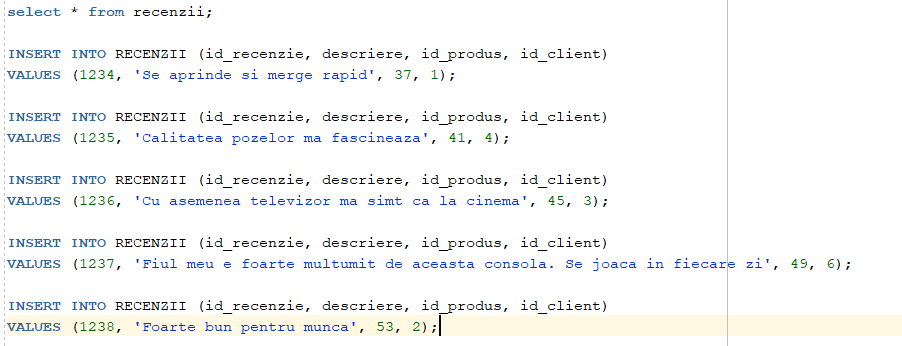 select * from recenzii;
INSERT INTO RECENZII (id_recenzie, descriere, id_produs, id_client)
VALUES (1234, 'Se aprinde si merge rapid', 37, 1);
INSERT INTO RECENZII (id_recenzie, descriere, id_produs, id_client)
VALUES (1235, 'Calitatea pozelor ma fascineaza', 41, 4);
INSERT INTO RECENZII (id_recenzie, descriere, id_produs, id_client)
VALUES (1236, 'Cu asemenea televizor ma simt ca la cinema', 45, 3);
INSERT INTO RECENZII (id_recenzie, descriere, id_produs, id_client)
VALUES (1237, 'Fiul meu e foarte multumit de aceasta consola. Se joaca in fiecare zi', 49, 6);
INSERT INTO RECENZII (id_recenzie, descriere, id_produs, id_client)
VALUES (1238, 'Foarte bun pentru munca', 53, 2);